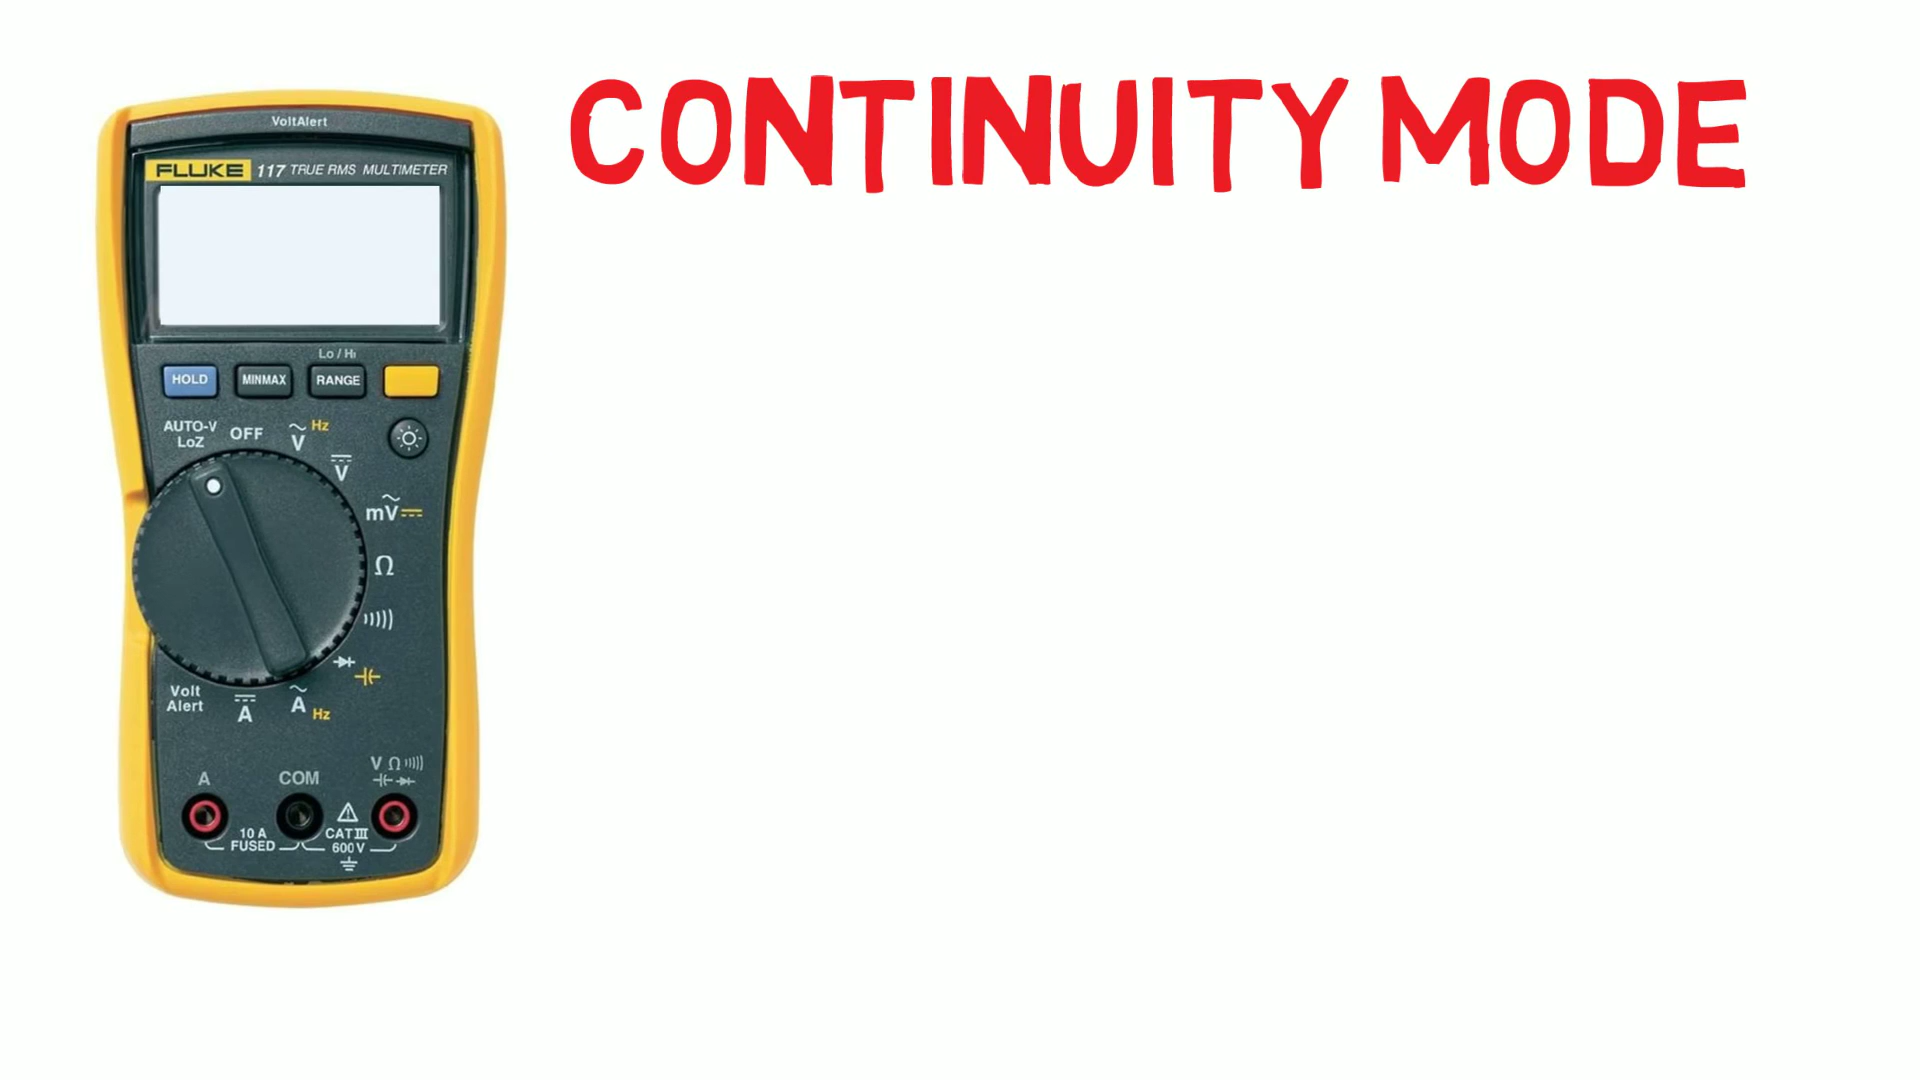 CONTINUITY MODE
VoltAlert
FLUKE 117 TRUE RMS MULTIMETER
Lo / Hi
HOLD MINMAX RANGE
AUTO-V
LoZ
OFF
Ṽ Hz
V
mV
Ω
Volt
Alert
A
A Hz
A COM V Ω
10 A
FUSED
CAT III
600 V